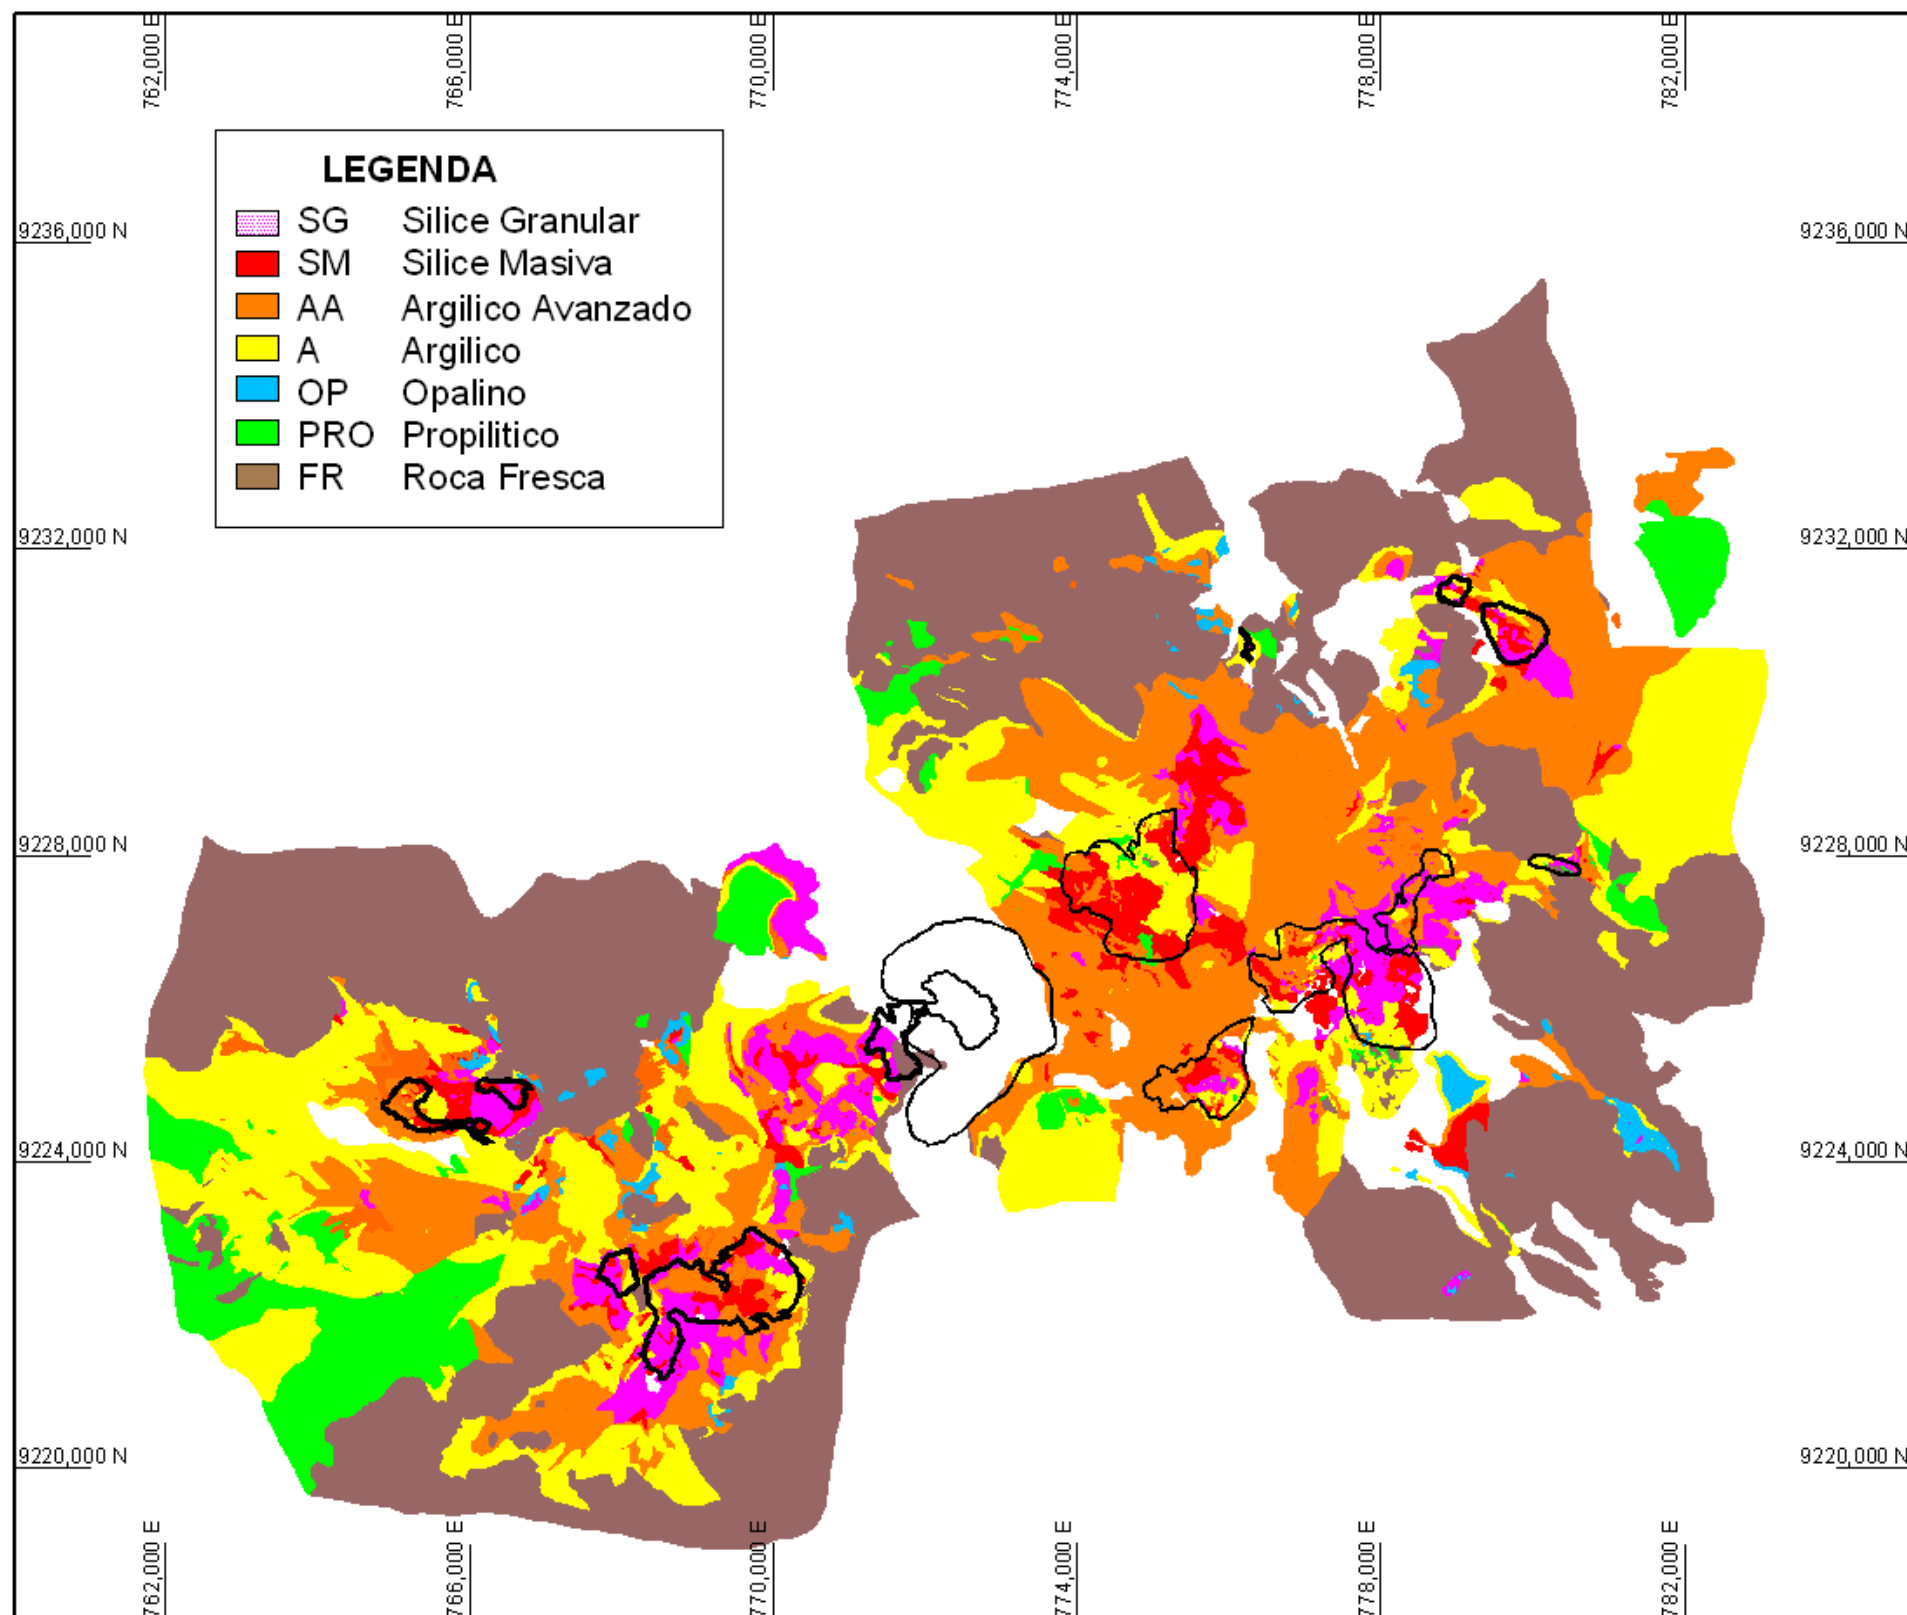 762,000 E
766,000 E
770,000 E
774,000 E
778,000 E
782,000 E
LEGENDA
SG Silice Granular
SM Silice Masiva
AA Argilico Avanzado
A Argilico
OP Opalino
PRO Propilitico
FR Roca Fresca
9236,000 N
9236,000 N
9232,000 N
9232,000 N
9228,000 N
9228,000 N
9224,000 N
9224,000 N
9220,000 N
9220,000 N
762,000 E
766,000 E
770,000 E
774,000 E
778,000 E
782,000 E